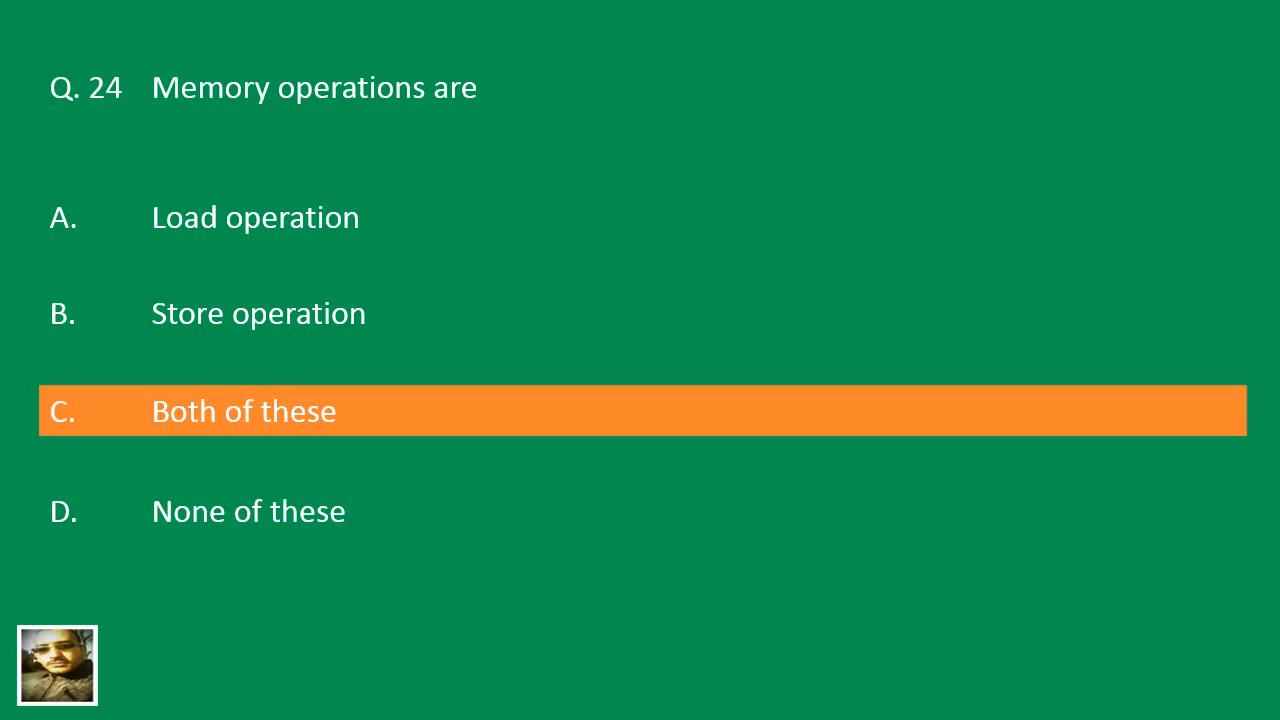 Q. 24 Memory operations are
A. Load operation
B. Store operation
C. Both of these
D. None of these